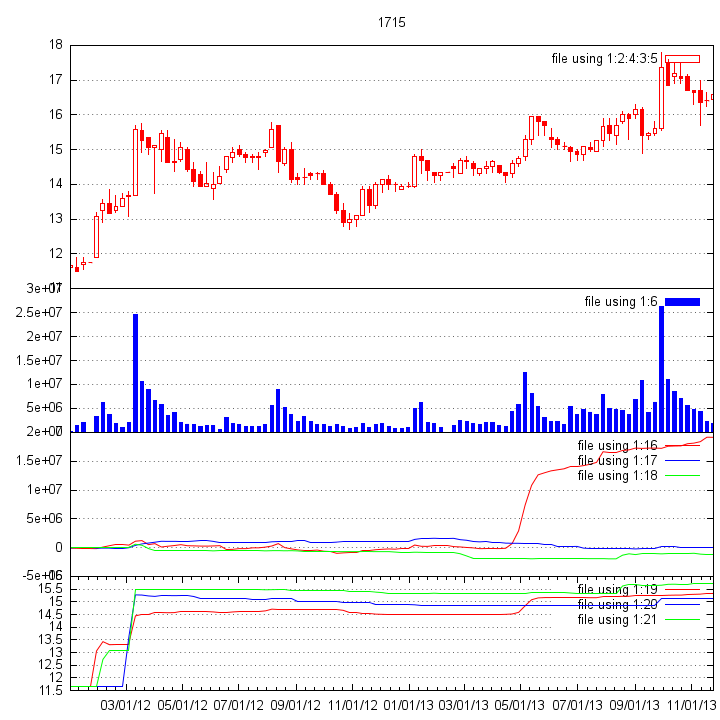 1715
18
file using 1:2:4:3:5
17
16
15
14
13
12
file using 1:6
2.5e+07
2e+07
1.5e+07
1e+07
5e+06
file using 1:16
file using 1:17
1.5e+07
file using 1:18
1e+07
5e+06
0
15.5
file using 1:19
15
file using 1:20
14.5
file using 1:21
14
13.5
13
12.5
12
11.5
03/01/12 05/01/12 07/01/12 09/01/12 11/01/12 01/01/13 03/01/13 05/01/13 07/01/13 09/01/13 11/01/13